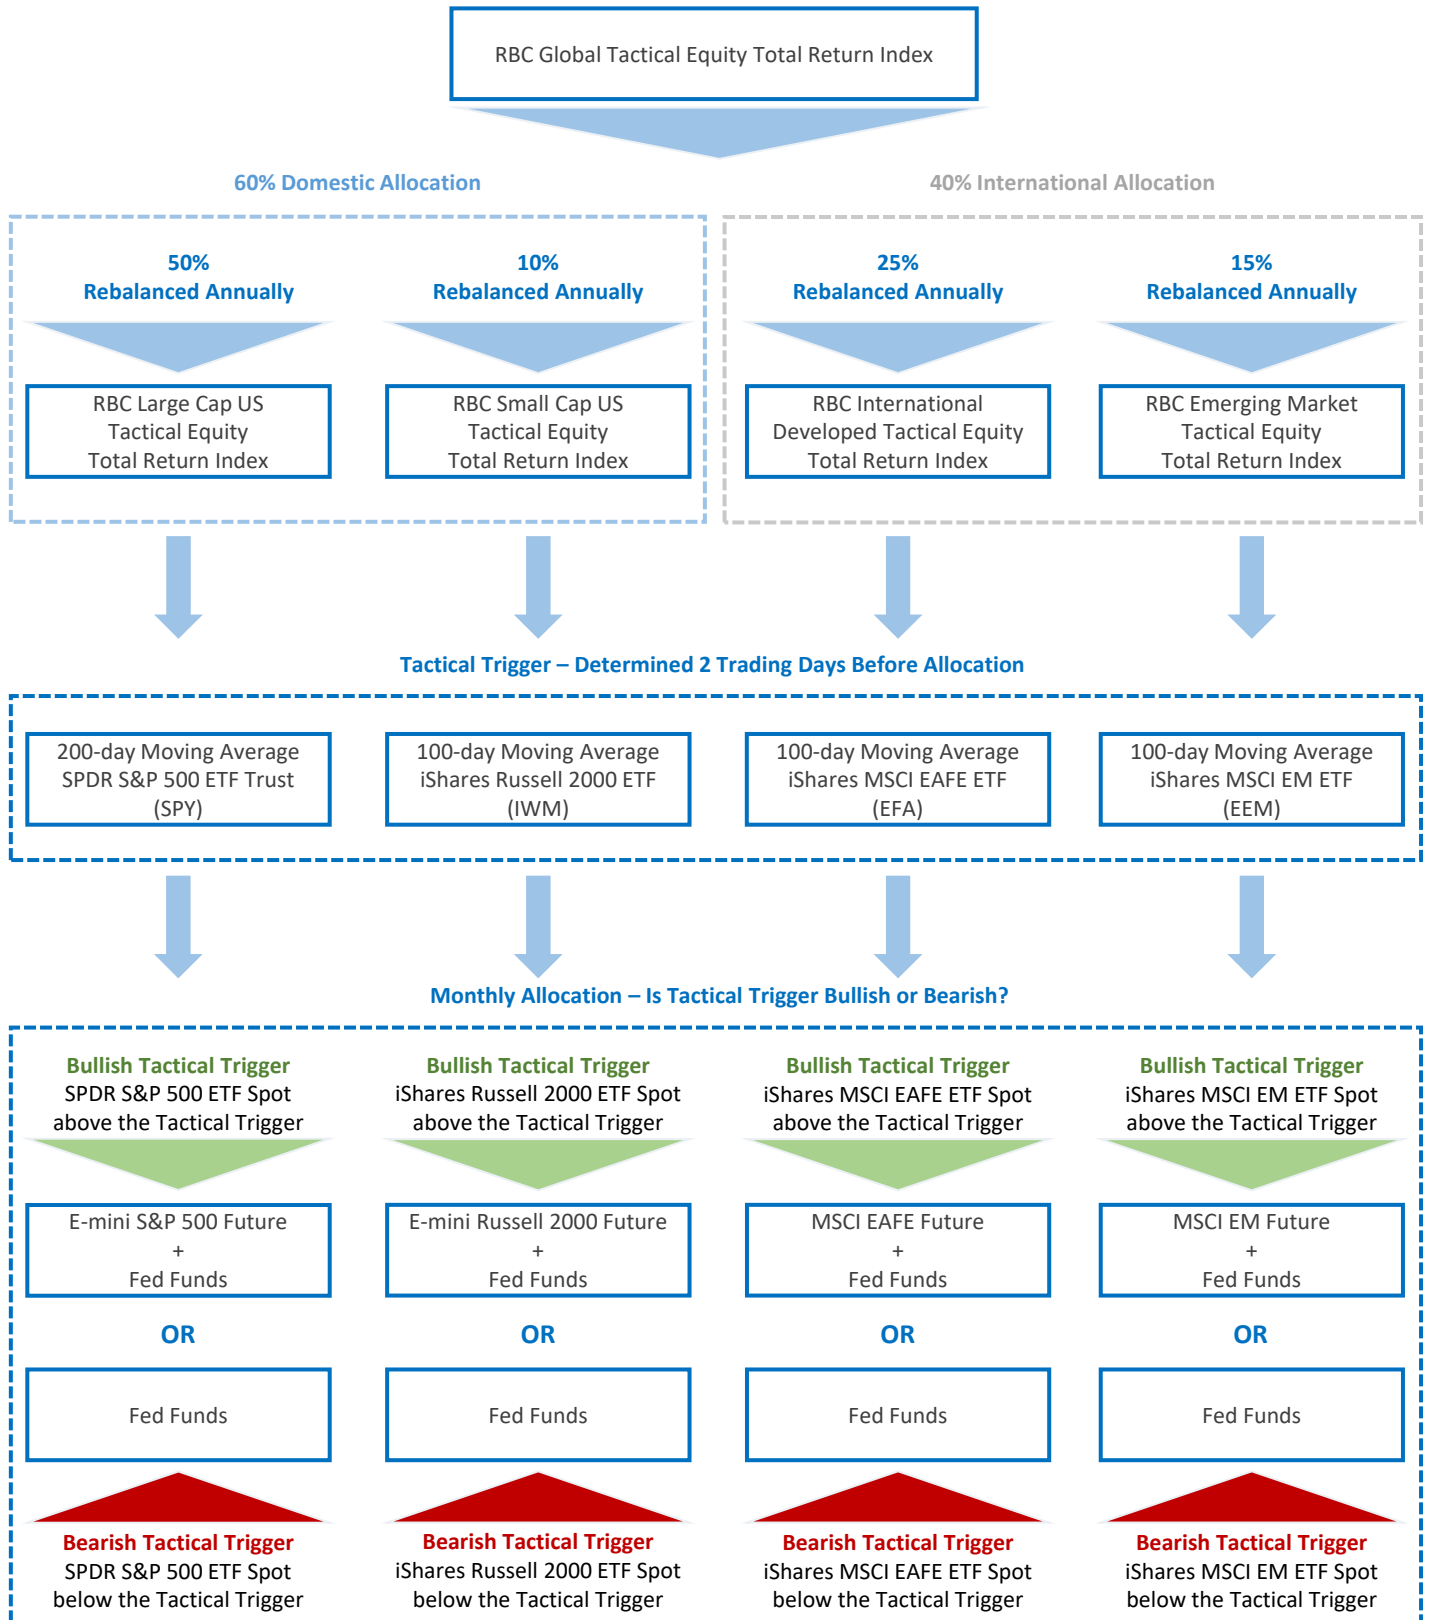 RBC Global Tactical Equity Total Return Index
60% Domestic Allocation
40% International Allocation
50%
Rebalanced Annually
10%
Rebalanced Annually
25%
Rebalanced Annually
15%
Rebalanced Annually
RBC Large Cap US
Tactical Equity
Total Return Index
RBC Small Cap US
Tactical Equity
Total Return Index
RBC International
Developed Tactical Equity
Total Return Index
RBC Emerging Market
Tactical Equity
Total Return Index
Tactical Trigger – Determined 2 Trading Days Before Allocation
200-day Moving Average
SPDR S&P 500 ETF Trust
(SPY)
100-day Moving Average
iShares Russell 2000 ETF
(IWM)
100-day Moving Average
iShares MSCI EAFE ETF
(EFA)
100-day Moving Average
iShares MSCI EM ETF
(EEM)
Monthly Allocation – Is Tactical Trigger Bullish or Bearish?
Bullish Tactical Trigger
SPDR S&P 500 ETF Spot
above the Tactical Trigger
Bullish Tactical Trigger
iShares Russell 2000 ETF Spot
above the Tactical Trigger
Bullish Tactical Trigger
iShares MSCI EAFE ETF Spot
above the Tactical Trigger
Bullish Tactical Trigger
iShares MSCI EM ETF Spot
above the Tactical Trigger
E-mini S&P 500 Future
+
Fed Funds
E-mini Russell 2000 Future
+
Fed Funds
MSCI EAFE Future
+
Fed Funds
MSCI EM Future
+
Fed Funds
OR
OR
OR
OR
Fed Funds
Fed Funds
Fed Funds
Fed Funds
Bearish Tactical Trigger
SPDR S&P 500 ETF Spot
below the Tactical Trigger
Bearish Tactical Trigger
iShares Russell 2000 ETF Spot
below the Tactical Trigger
Bearish Tactical Trigger
iShares MSCI EAFE ETF Spot
below the Tactical Trigger
Bearish Tactical Trigger
iShares MSCI EM ETF Spot
below the Tactical Trigger